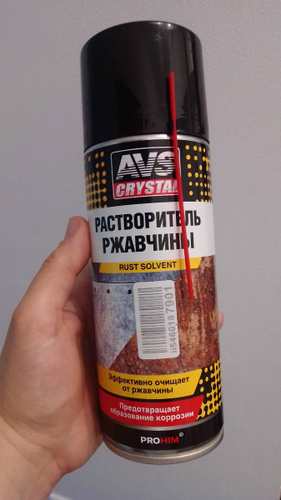 AVS
CRYSTAL
РАСТВОРИТЕЛЬ
РЖАВЧИНЫ
RUST SOLVENT
Эффективно очищает
от ржавчины
Предотвращает
образование коррозии
PROHIM®